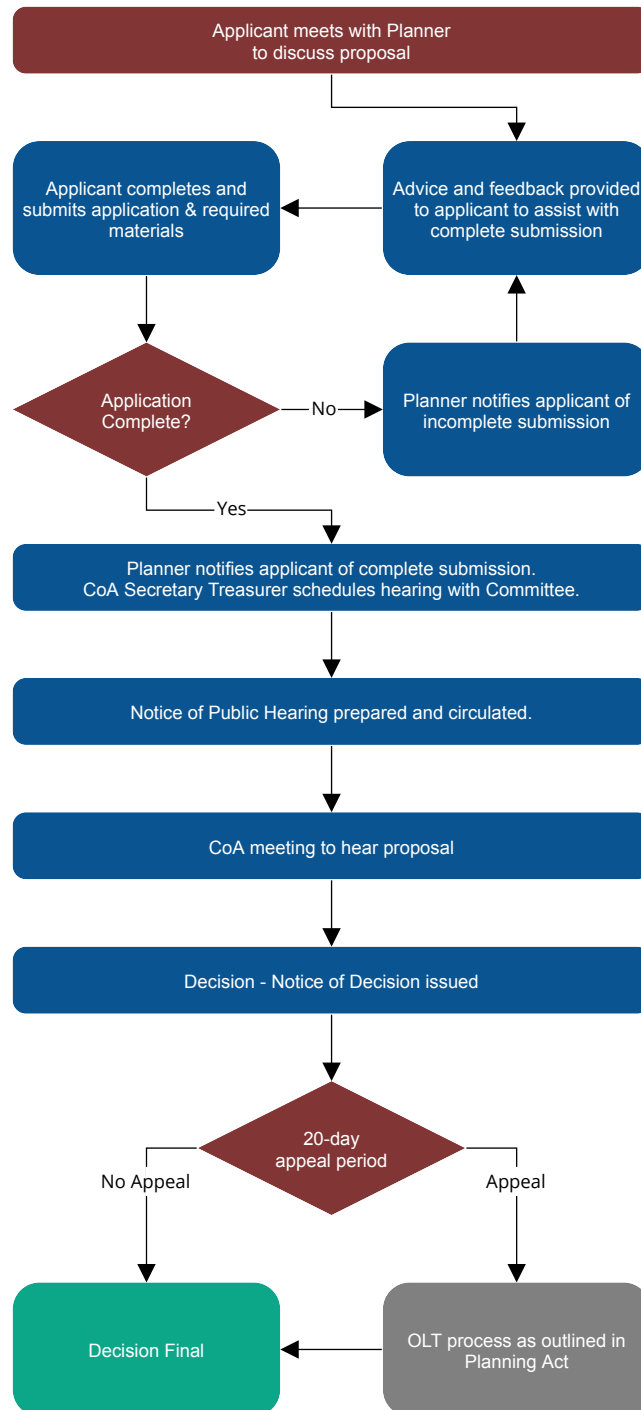 Applicant meets with Planner
to discuss proposal
Applicant completes and
submits application & required
materials
Advice and feedback provided
to applicant to assist with
complete submission
Application
Complete?
No
Planner notifies applicant of
incomplete submission
Yes
Planner notifies applicant of complete submission.
CoA Secretary Treasurer schedules hearing with Committee.
Notice of Public Hearing prepared and circulated.
CoA meeting to hear proposal
Decision - Notice of Decision issued
20-day
appeal period
No Appeal
Appeal
Decision Final
OLT process as outlined in
Planning Act